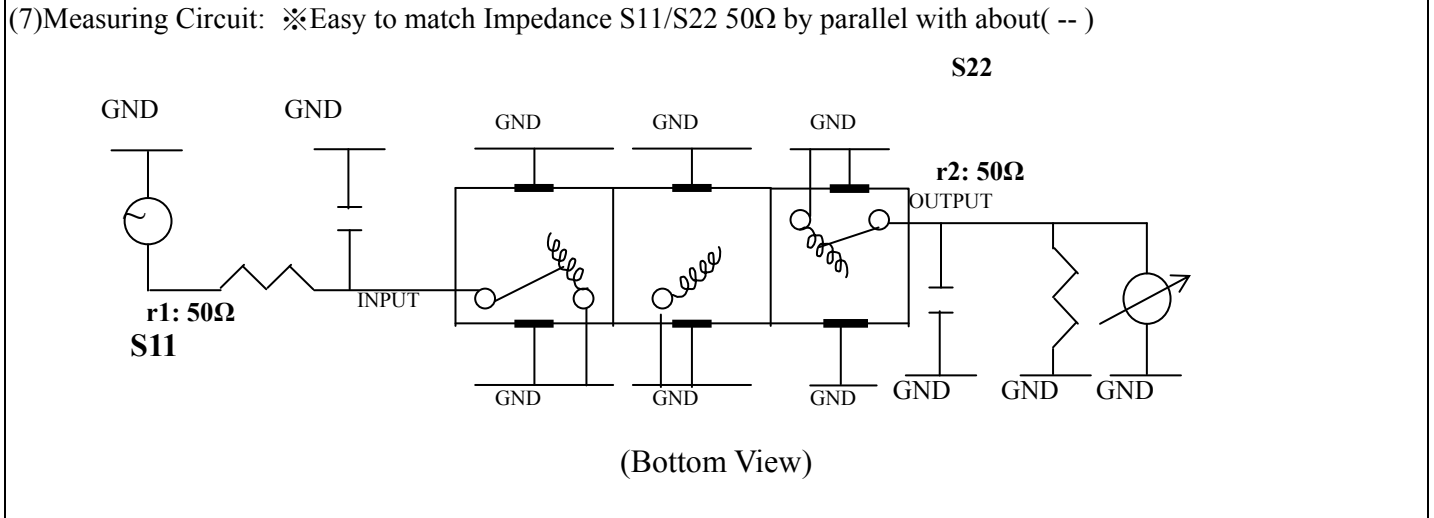 (7)Measuring Circuit: ※Easy to match Impedance S11/S22 50Ω by parallel with about( -- )
S22
GND GND GND GND GND
r2: 50Ω
OUTPUT
INPUT
r1: 50Ω
S11
GND GND GND GND GND GND
(Bottom View)